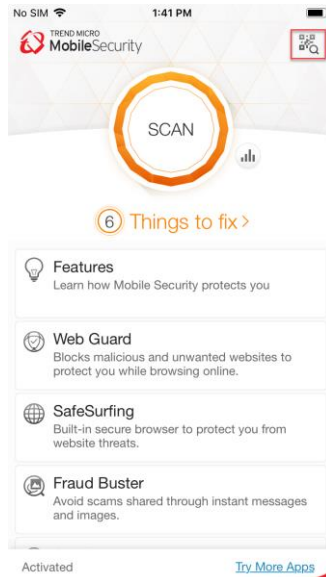 No SIM 1:41 PM
TREND MICRO
MobileSecurity
SCAN
6 Things to fix >
Features
Learn how Mobile Security protects you
Web Guard
Blocks malicious and unwanted websites to
protect you while browsing online.
SafeSurfing
Built-in secure browser to protect you from
website threats.
Fraud Buster
Avoid scams shared through instant messages
and images.
Activated Try More Apps